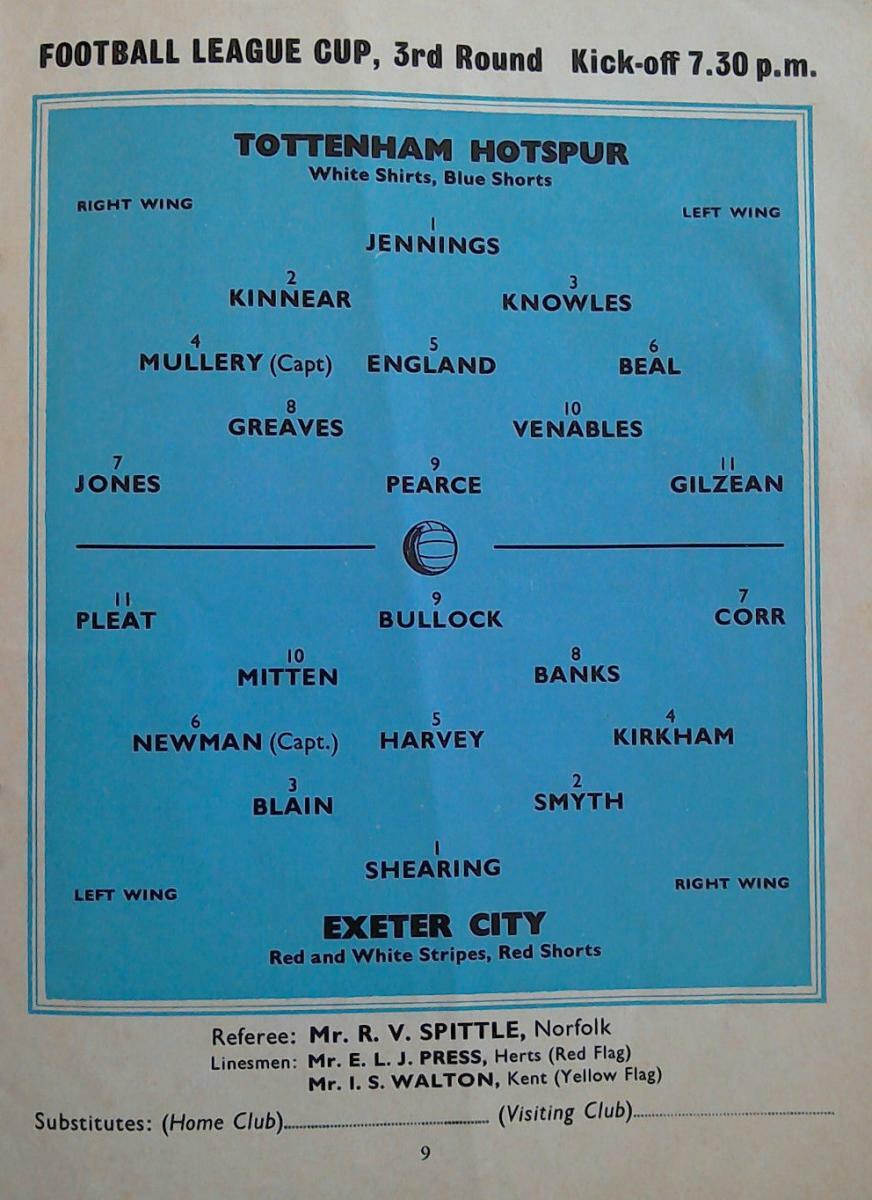 FOOTBALL LEAGUE CUP, 3rd Round Kick-off 7.30 p.m.
TOTTENHAM HOTSPUR
White Shirts, Blue Shorts
RIGHT WING LEFT WING
1
JENNINGS
2 3
KINNEAR KNOWLES
4 5 6
MULLERY (Capt) ENGLAND BEAL
8 10
GREAVES VENABLES
7 9 11
JONES PEARCE GILZEAN
11 9 7
PLEAT BULLOCK CORR
10 8
MITTEN BANKS
6 5 4
NEWMAN (Capt.) HARVEY KIRKHAM
3 2
BLAIN SMYTH
1
SHEARING
LEFT WING RIGHT WING
EXETER CITY
Red and White Stripes, Red Shorts
Referee: Mr. R. V. SPITTLE, Norfolk
Linesmen: Mr. E. L. J. PRESS, Herts (Red Flag)
Mr. I. S. WALTON, Kent (Yellow Flag)
Substitutes: (Home Club)........................ (Visiting Club)........................
9